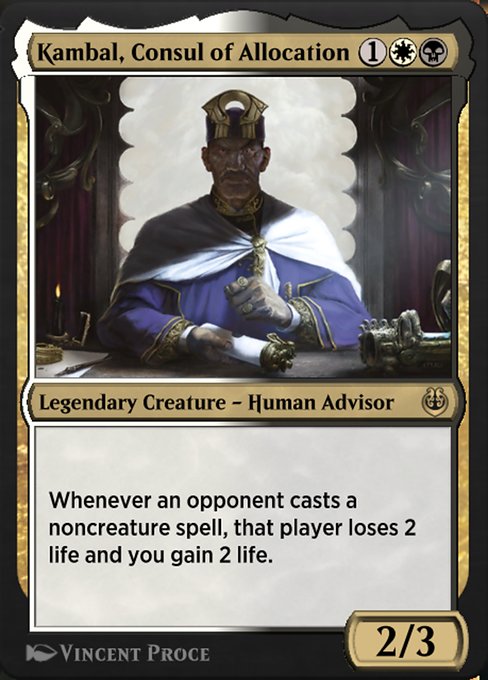 Kambal, Consul of Allocation 1
Legendary Creature – Human Advisor
Whenever an opponent casts a
noncreature spell, that player loses 2
life and you gain 2 life.
2/3
VINCENT PROCE